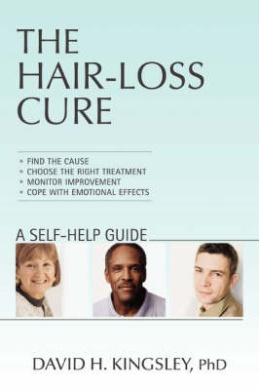 THE
HAIR-LOSS
CURE
• FIND THE CAUSE
• CHOOSE THE RIGHT TREATMENT
• MONITOR IMPROVEMENT
• COPE WITH EMOTIONAL EFFECTS
A SELF-HELP GUIDE
DAVID H. KINGSLEY, PhD